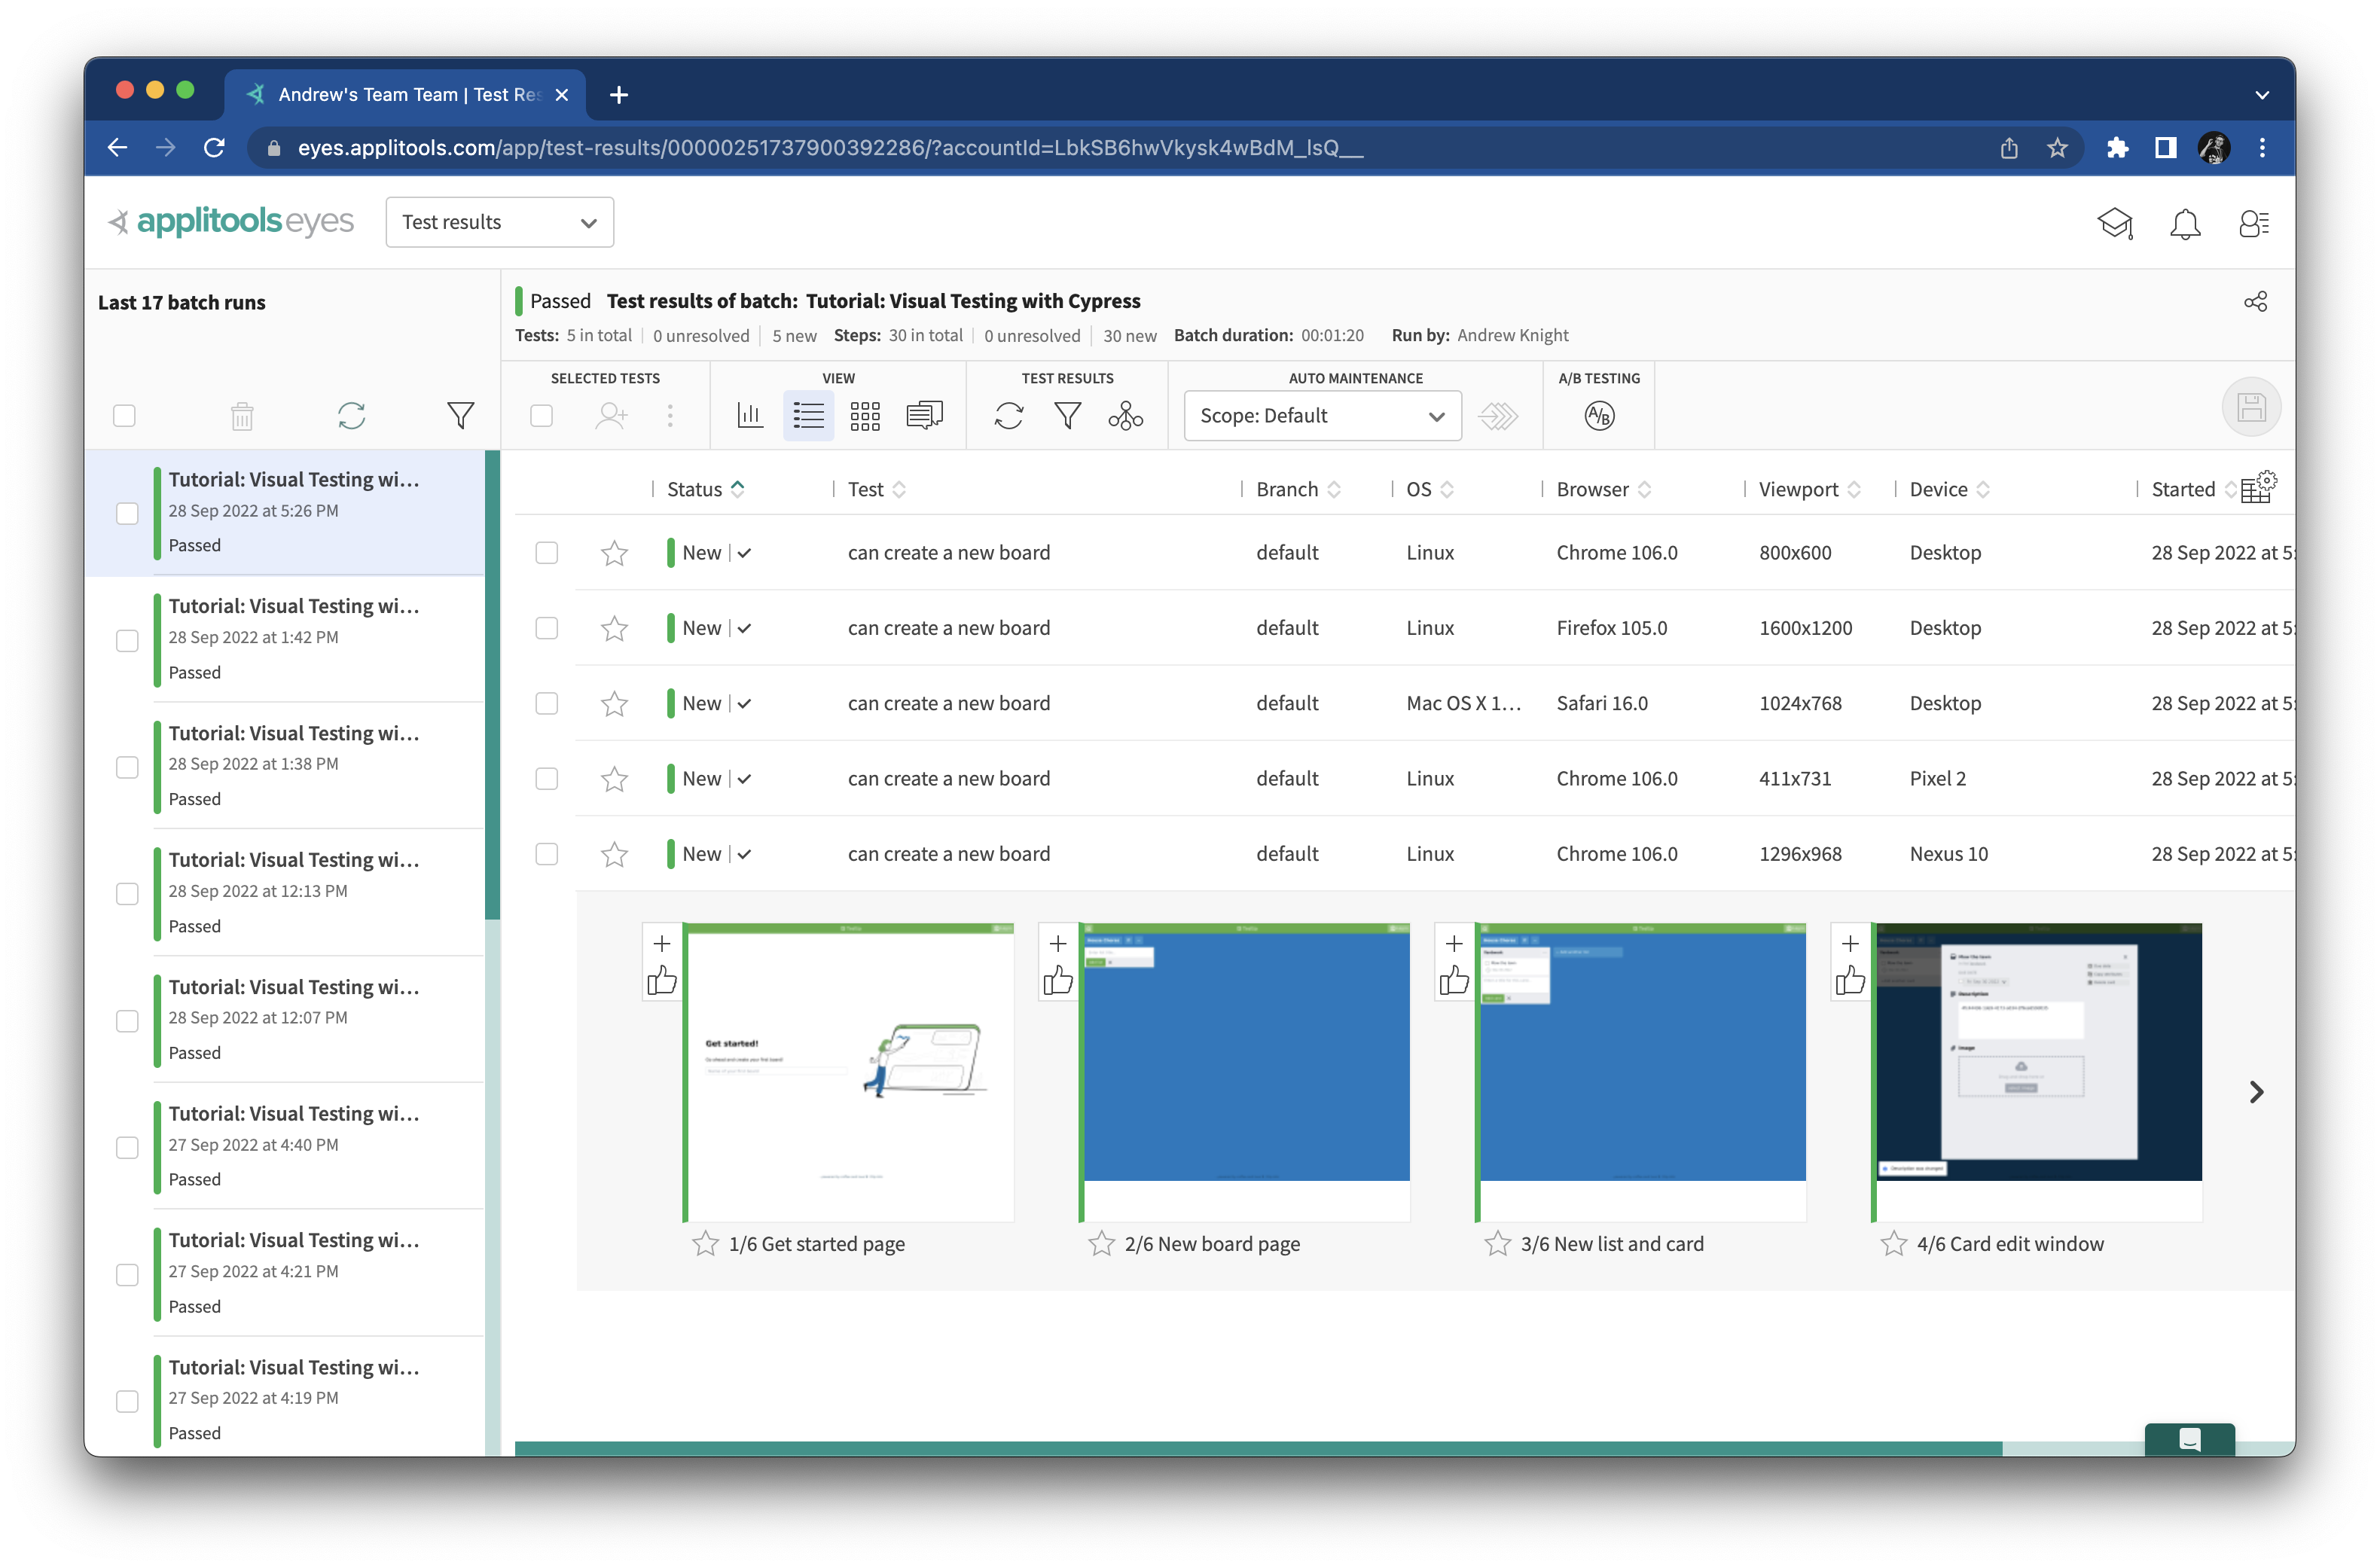 Andrew's Team Team | Test Res
eyes.applitools.com/app/test-results/00000251737900392286/?accountId=LbkSB6hwVkysk4wBdM_lsQ__
applitools eyes
Test results
Last 17 batch runs
Passed Test results of batch: Tutorial: Visual Testing with Cypress
Tests: 5 in total 0 unresolved 5 new Steps: 30 in total 0 unresolved 30 new Batch duration: 00:01:20 Run by: Andrew Knight
SELECTED TESTS VIEW TEST RESULTS AUTO MAINTENANCE A/B TESTING
Scope: Default
A/B
Tutorial: Visual Testing wi...
28 Sep 2022 at 5:26 PM
Passed
Tutorial: Visual Testing wi...
28 Sep 2022 at 1:42 PM
Passed
Tutorial: Visual Testing wi...
28 Sep 2022 at 1:38 PM
Passed
Tutorial: Visual Testing wi...
28 Sep 2022 at 12:13 PM
Passed
Tutorial: Visual Testing wi...
28 Sep 2022 at 12:07 PM
Passed
Tutorial: Visual Testing wi...
27 Sep 2022 at 4:40 PM
Passed
Tutorial: Visual Testing wi...
27 Sep 2022 at 4:21 PM
Passed
Tutorial: Visual Testing wi...
27 Sep 2022 at 4:19 PM
Passed
Status Test Branch OS Browser Viewport Device Started
New can create a new board default Linux Chrome 106.0 800x600 Desktop 28 Sep 2022 at 5:
New can create a new board default Linux Firefox 105.0 1600x1200 Desktop 28 Sep 2022 at 5:
New can create a new board default Mac OS X 1... Safari 16.0 1024x768 Desktop 28 Sep 2022 at 5:
New can create a new board default Linux Chrome 106.0 411x731 Pixel 2 28 Sep 2022 at 5:
New can create a new board default Linux Chrome 106.0 1296x968 Nexus 10 28 Sep 2022 at 5:
Get started!
Go ahead and create your first board!
Description
Image
Description was changed
1/6 Get started page
2/6 New board page
3/6 New list and card
4/6 Card edit window